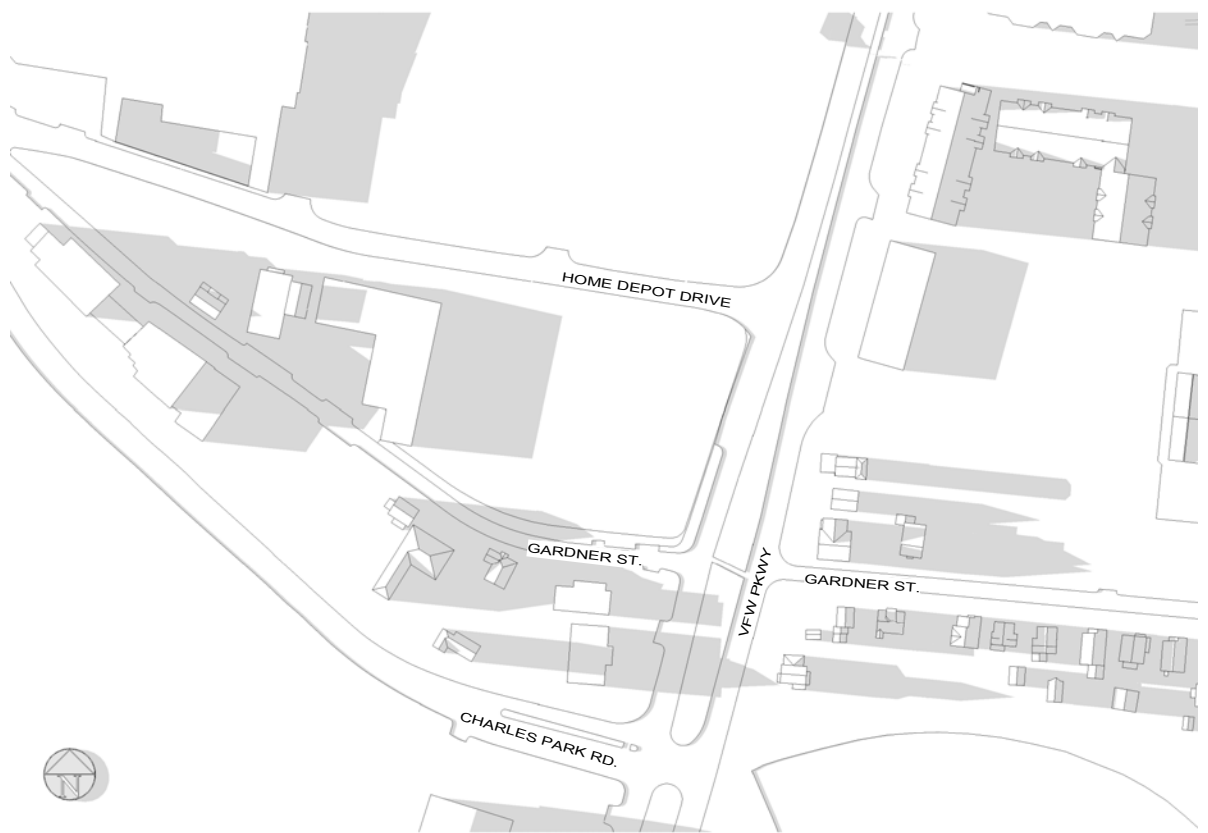 HOME DEPOT DRIVE
GARDNER ST.
VFW PKWY
GARDNER ST.
CHARLES PARK RD.
N